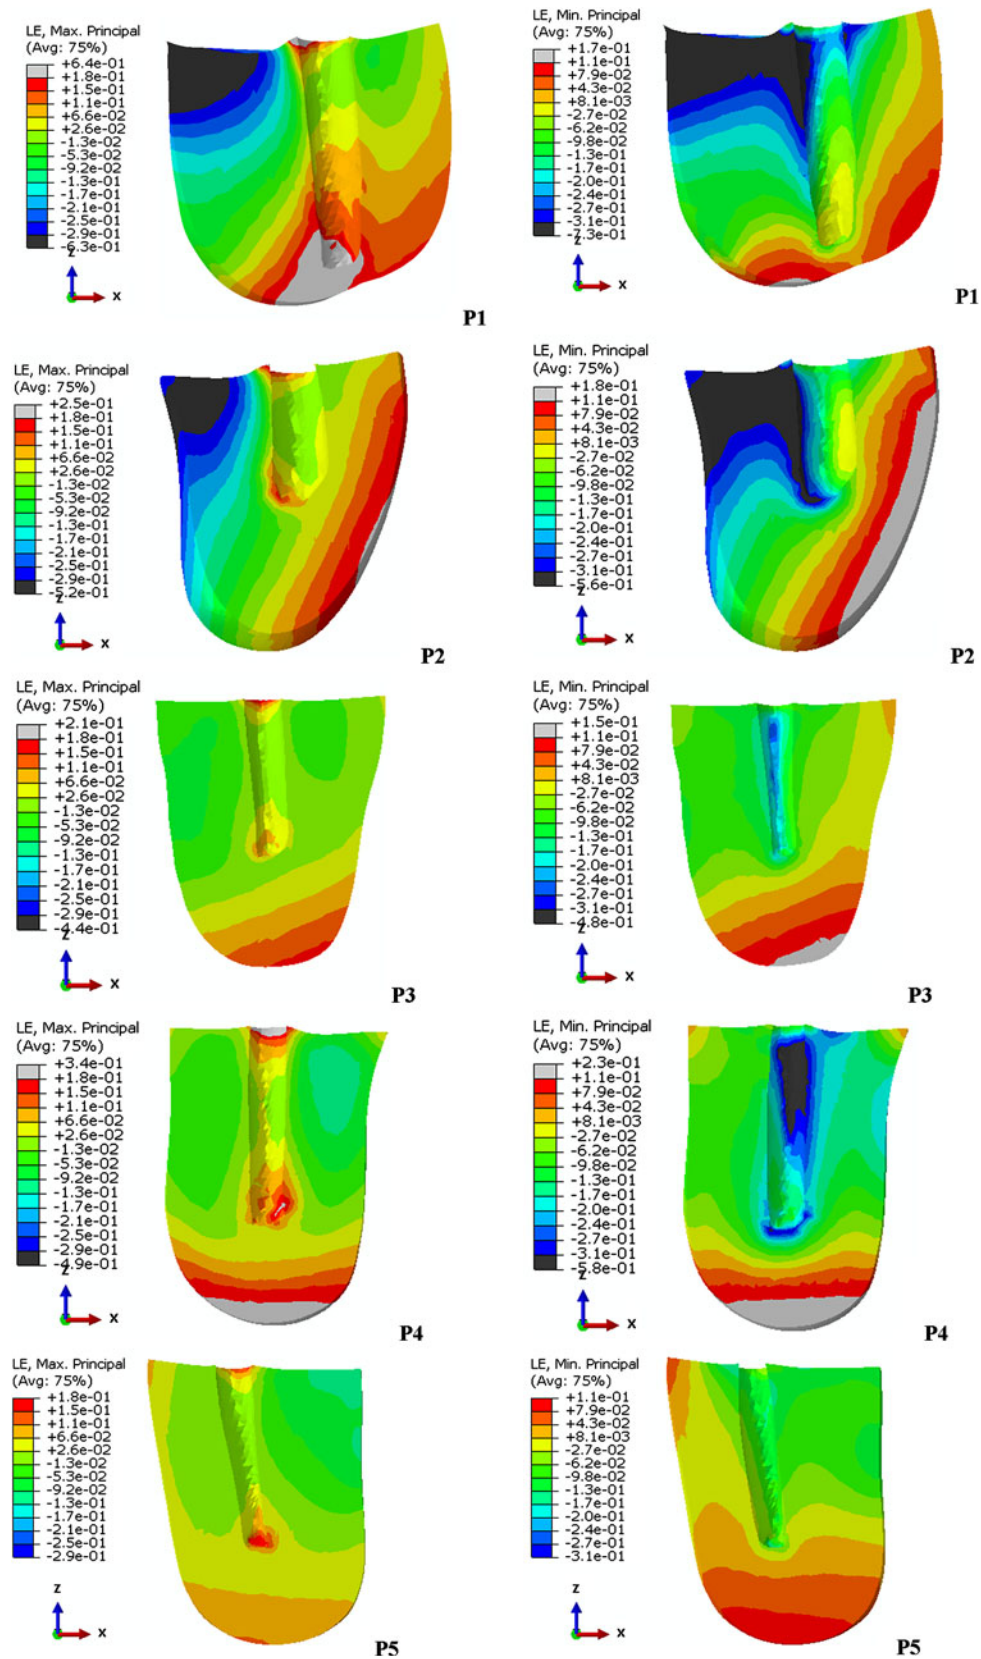 LE, Max. Principal
(Avg: 75%)
+6.4e-01
+1.8e-01
+1.5e-01
+1.1e-01
+6.6e-02
+2.6e-02
-1.3e-02
-5.3e-02
-9.2e-02
-1.3e-01
-1.7e-01
-2.1e-01
-2.5e-01
-2.9e-01
-6.3e-01
Z
X
P1
LE, Min. Principal
(Avg: 75%)
+1.7e-01
+1.1e-01
+7.9e-02
+4.3e-02
+8.1e-03
-2.7e-02
-6.2e-02
-9.8e-02
-1.3e-01
-1.7e-01
-2.0e-01
-2.4e-01
-2.7e-01
-3.1e-01
-7.3e-01
Z
X
P1
LE, Max. Principal
(Avg: 75%)
+2.5e-01
+1.8e-01
+1.5e-01
+1.1e-01
+6.6e-02
+2.6e-02
-1.3e-02
-5.3e-02
-9.2e-02
-1.3e-01
-1.7e-01
-2.1e-01
-2.5e-01
-2.9e-01
-5.2e-01
Z
X
P2
LE, Min. Principal
(Avg: 75%)
+1.8e-01
+1.1e-01
+7.9e-02
+4.3e-02
+8.1e-03
-2.7e-02
-6.2e-02
-9.8e-02
-1.3e-01
-1.7e-01
-2.0e-01
-2.4e-01
-2.7e-01
-3.1e-01
-5.6e-01
Z
X
P2
LE, Max. Principal
(Avg: 75%)
+2.1e-01
+1.8e-01
+1.5e-01
+1.1e-01
+6.6e-02
+2.6e-02
-1.3e-02
-5.3e-02
-9.2e-02
-1.3e-01
-1.7e-01
-2.1e-01
-2.5e-01
-2.9e-01
-4.4e-01
Z
X
P3
LE, Min. Principal
(Avg: 75%)
+1.5e-01
+1.1e-01
+7.9e-02
+4.3e-02
+8.1e-03
-2.7e-02
-6.2e-02
-9.8e-02
-1.3e-01
-1.7e-01
-2.0e-01
-2.4e-01
-2.7e-01
-3.1e-01
-4.8e-01
Z
X
P3
LE, Max. Principal
(Avg: 75%)
+3.4e-01
+1.8e-01
+1.5e-01
+1.1e-01
+6.6e-02
+2.6e-02
-1.3e-02
-5.3e-02
-9.2e-02
-1.3e-01
-1.7e-01
-2.1e-01
-2.5e-01
-2.9e-01
-4.9e-01
Z
X
P4
LE, Min. Principal
(Avg: 75%)
+2.3e-01
+1.1e-01
+7.9e-02
+4.3e-02
+8.1e-03
-2.7e-02
-6.2e-02
-9.8e-02
-1.3e-01
-1.7e-01
-2.0e-01
-2.4e-01
-2.7e-01
-3.1e-01
-5.8e-01
Z
X
P4
LE, Max. Principal
(Avg: 75%)
+1.8e-01
+1.5e-01
+1.1e-01
+6.6e-02
+2.6e-02
-1.3e-02
-5.3e-02
-9.2e-02
-1.3e-01
-1.7e-01
-2.1e-01
-2.5e-01
-2.9e-01
Z
X
P5
LE, Min. Principal
(Avg: 75%)
+1.1e-01
+7.9e-02
+4.3e-02
+8.1e-03
-2.7e-02
-6.2e-02
-9.8e-02
-1.3e-01
-1.7e-01
-2.0e-01
-2.4e-01
-2.7e-01
-3.1e-01
Z
X
P5